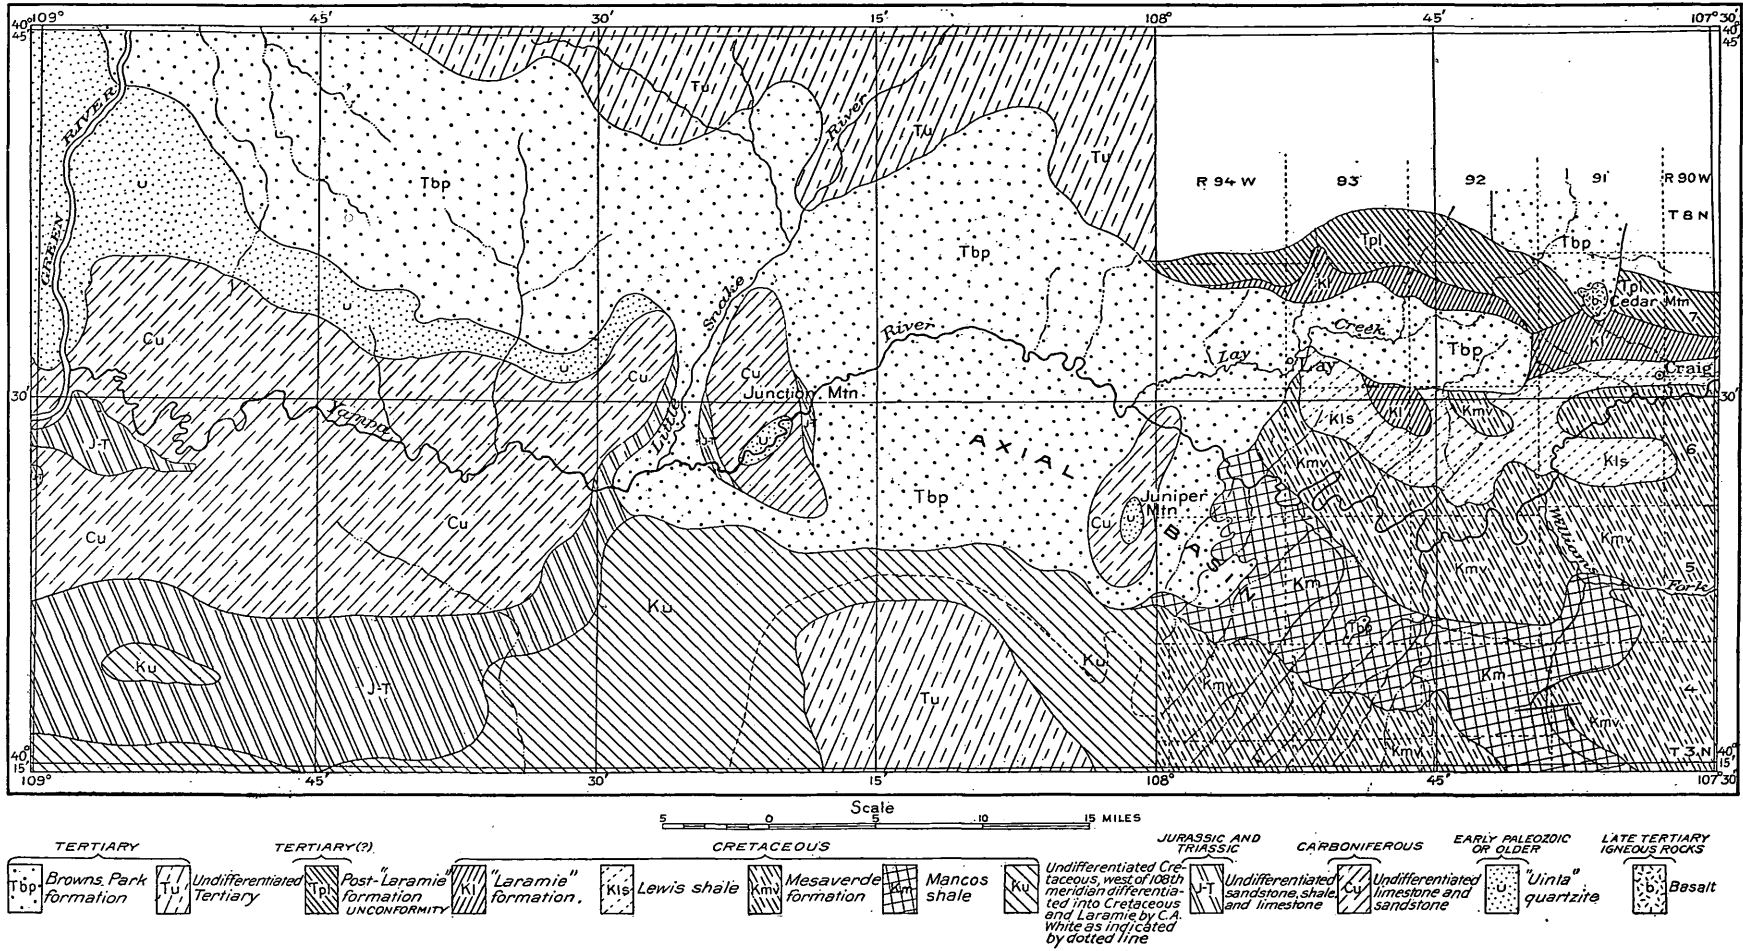 40° 109° 45' 30' 15' 108° 45' 107° 30' 40°
45' 45'
RIVER
GREEN
U
Tbp
Tu
River
Tu
Tu
R 94 W 93 92 91 R 90 W
T 8 N
Tpl
Tbp
Tbp
Kl
Tpl
b Cedar Mtn
7
U
Snake
River
Creek
Cu
Tbp
Kl
Lay
Lay
U
Cu
Cu
Craig
30' 30'
Junction Mtn
Yampa
Little
J-T
J-T
J-T
U
Kls
Kl
Kmv
AXIAL
Kmv
Kls
6
Tbp
Juniper
Mtn
Cu
U
Cu
Cu
BASIN
Williams
Kmv
Km
Kmv
5
Fork
Ku
Tbp
Ku
Ku
J-T
Tu
Kmv
Km
4
Kmv
Kmv
T 3 N
40° 40°
15' 15'
109° 45' 30' 15' 108° 45' 107° 30'
Scale
5 0 5 10 15 MILES
TERTIARY
TERTIARY(?)
CRETACEOUS
JURASSIC AND
TRIASSIC
CARBONIFEROUS
EARLY PALEOZOIC
OR OLDER
LATE TERTIARY
IGNEOUS ROCKS
Tbp Browns Park
formation
Tu Undifferentiated
Tertiary
Tpl Post-"Laramie"
formation
UNCONFORMITY
Kl "Laramie"
formation.
Kls Lewis shale
Kmv Mesaverde
formation
Km Mancos
shale
Ku Undifferentiated Cre-
taceous, west of 108th
meridian differentia-
ted into Cretaceous
and Laramie by C.A.
White as indicated
by dotted line
J-T Undifferentiated
sandstone, shale,
and limestone
Cu Undifferentiated
limestone and
sandstone
U "Uinta"
quartzite
b Basalt